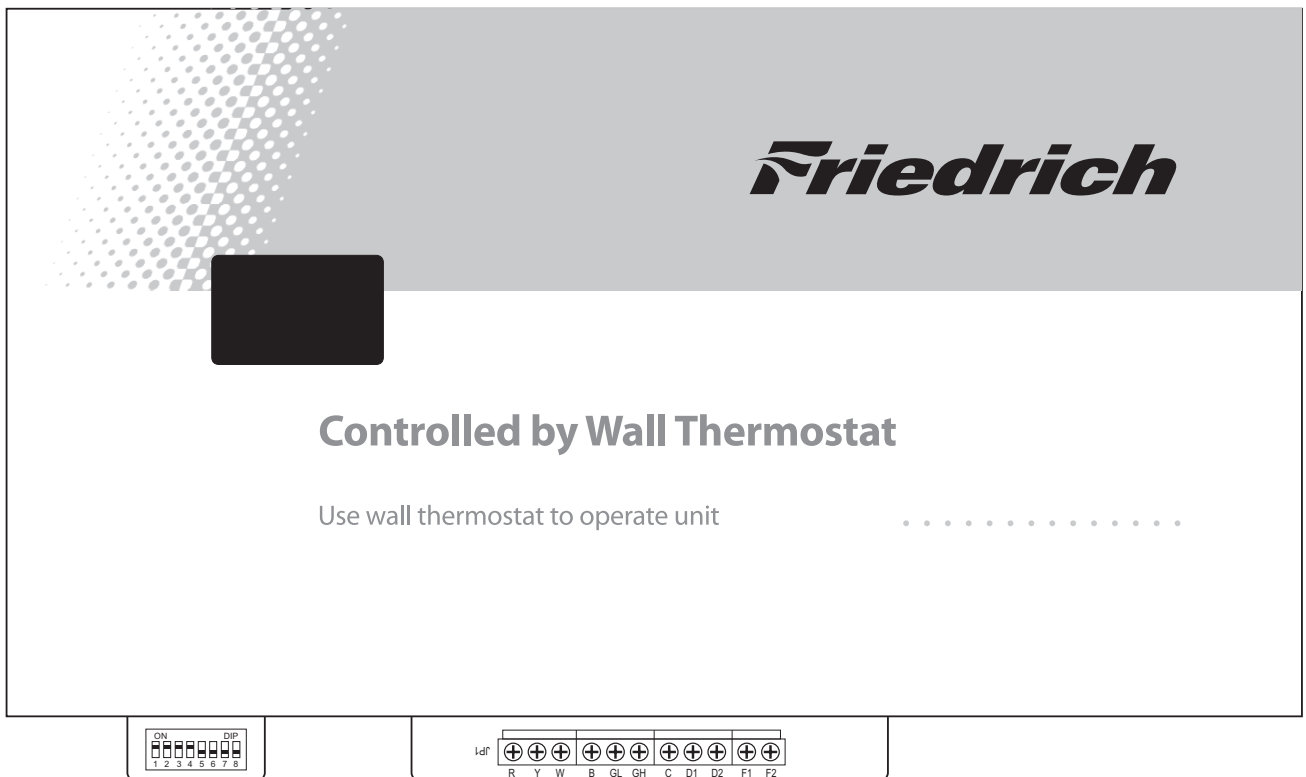 Friedrich
Controlled by Wall Thermostat
Use wall thermostat to operate unit
ON DIP
1 2 3 4 5 6 7 8
JP1
R Y W B GL GH C D1 D2 F1 F2